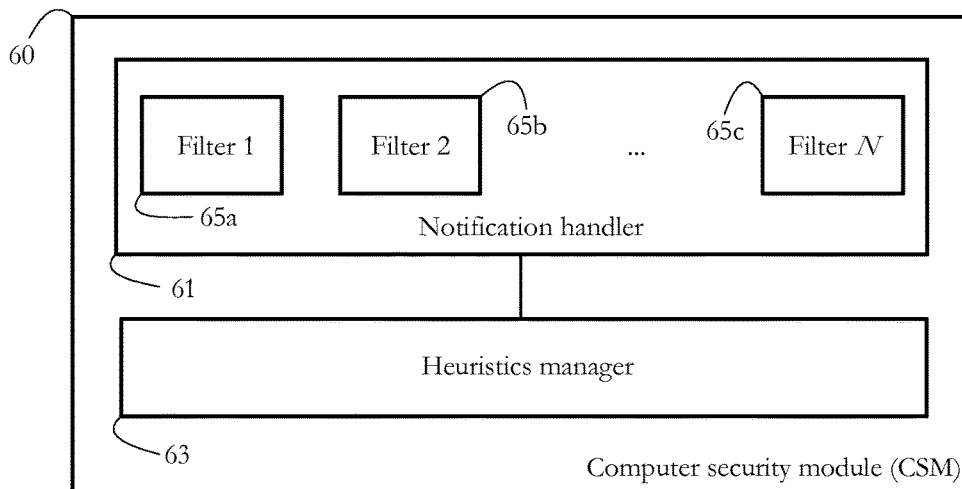 60
Filter 1
Filter 2
...
Filter N
65a
65b
65c
Notification handler
61
Heuristics manager
63
Computer security module (CSM)